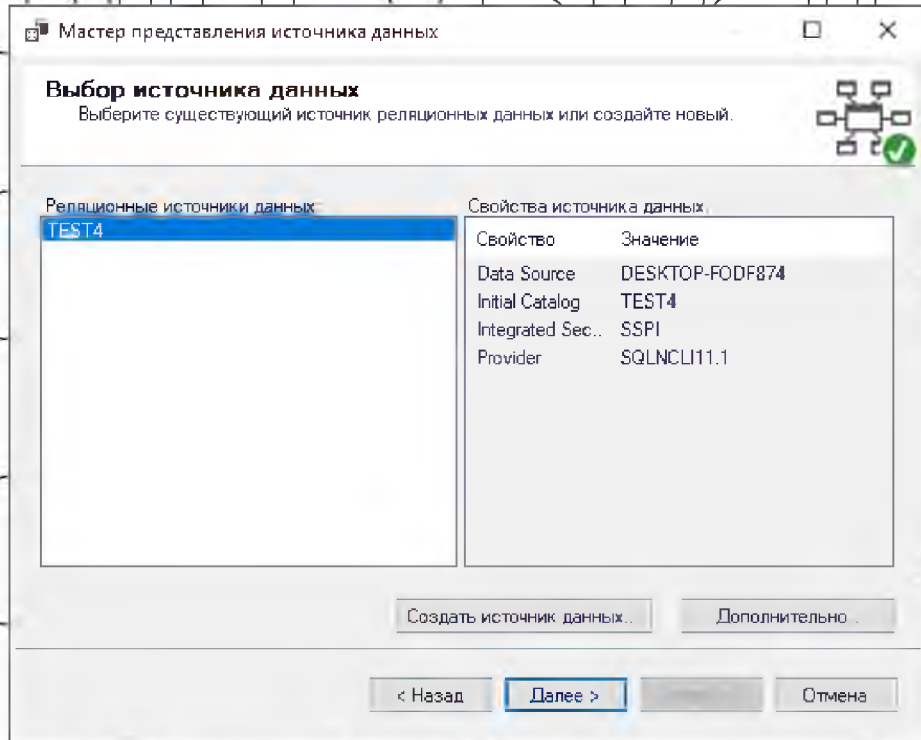 Мастер представления источника данных
Выбор источника данных
Выберите существующий источник реляционных данных или создайте новый.
Реляционные источники данных:
TEST4
Свойства источника данных:
Свойство Значение
Data Source DESKTOP-FODF874
Initial Catalog TEST4
Integrated Sec... SSPI
Provider SQLNCLI11.1
Создать источник данных...
Дополнительно...
< Назад
Далее >
Отмена